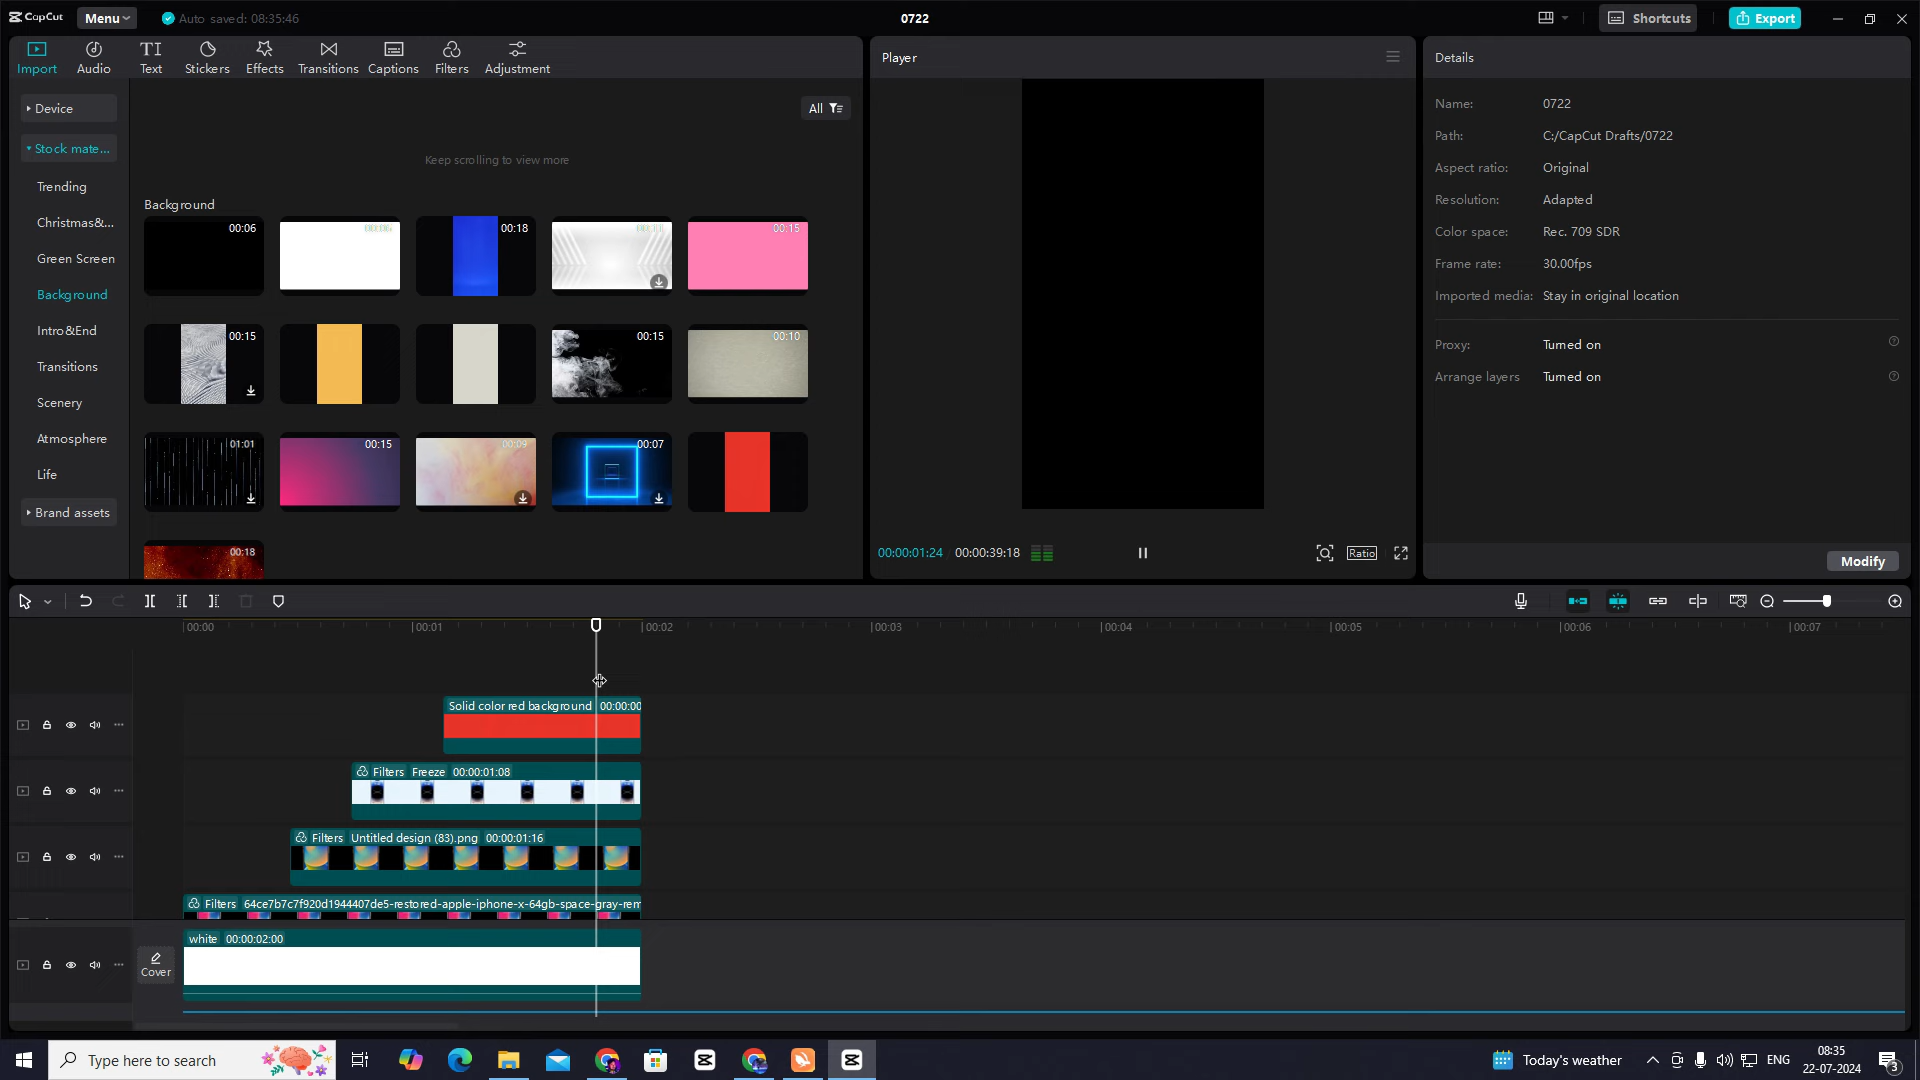 CapCut
Menu
Auto saved: 08:35:46
0722
Shortcuts
Export
Import
Audio
Text
Stickers
Effects
Transitions
Captions
Filters
Adjustment
Player
Details
Device
Stock mate...
Trending
Christmas&...
Green Screen
Background
Intro&End
Transitions
Scenery
Atmosphere
Life
Brand assets
All
Keep scrolling to view more
Background
00:06
00:18
00:15
00:15
00:15
00:10
01:01
00:15
00:09
00:07
00:18
00:00:01:24
00:00:39:18
Ratio
Name: 0722
Path: C:/CapCut Drafts/0722
Aspect ratio: Original
Resolution: Adapted
Color space: Rec. 709 SDR
Frame rate: 30.00fps
Imported media: Stay in original location
Proxy: Turned on
Arrange layers Turned on
Modify
00:00
00:01
00:02
00:03
00:04
00:05
00:06
00:07
Solid color red background 00:00:00
Filters Freeze 00:00:01:08
Filters Untitled design (83).png 00:00:01:16
Filters 64ce7b7c7f920d1944407de5-restored-apple-iphone-x-64gb-space-gray-rem
white 00:00:02:00
Cover
Type here to search
Today's weather
ENG
08:35
22-07-2024
3